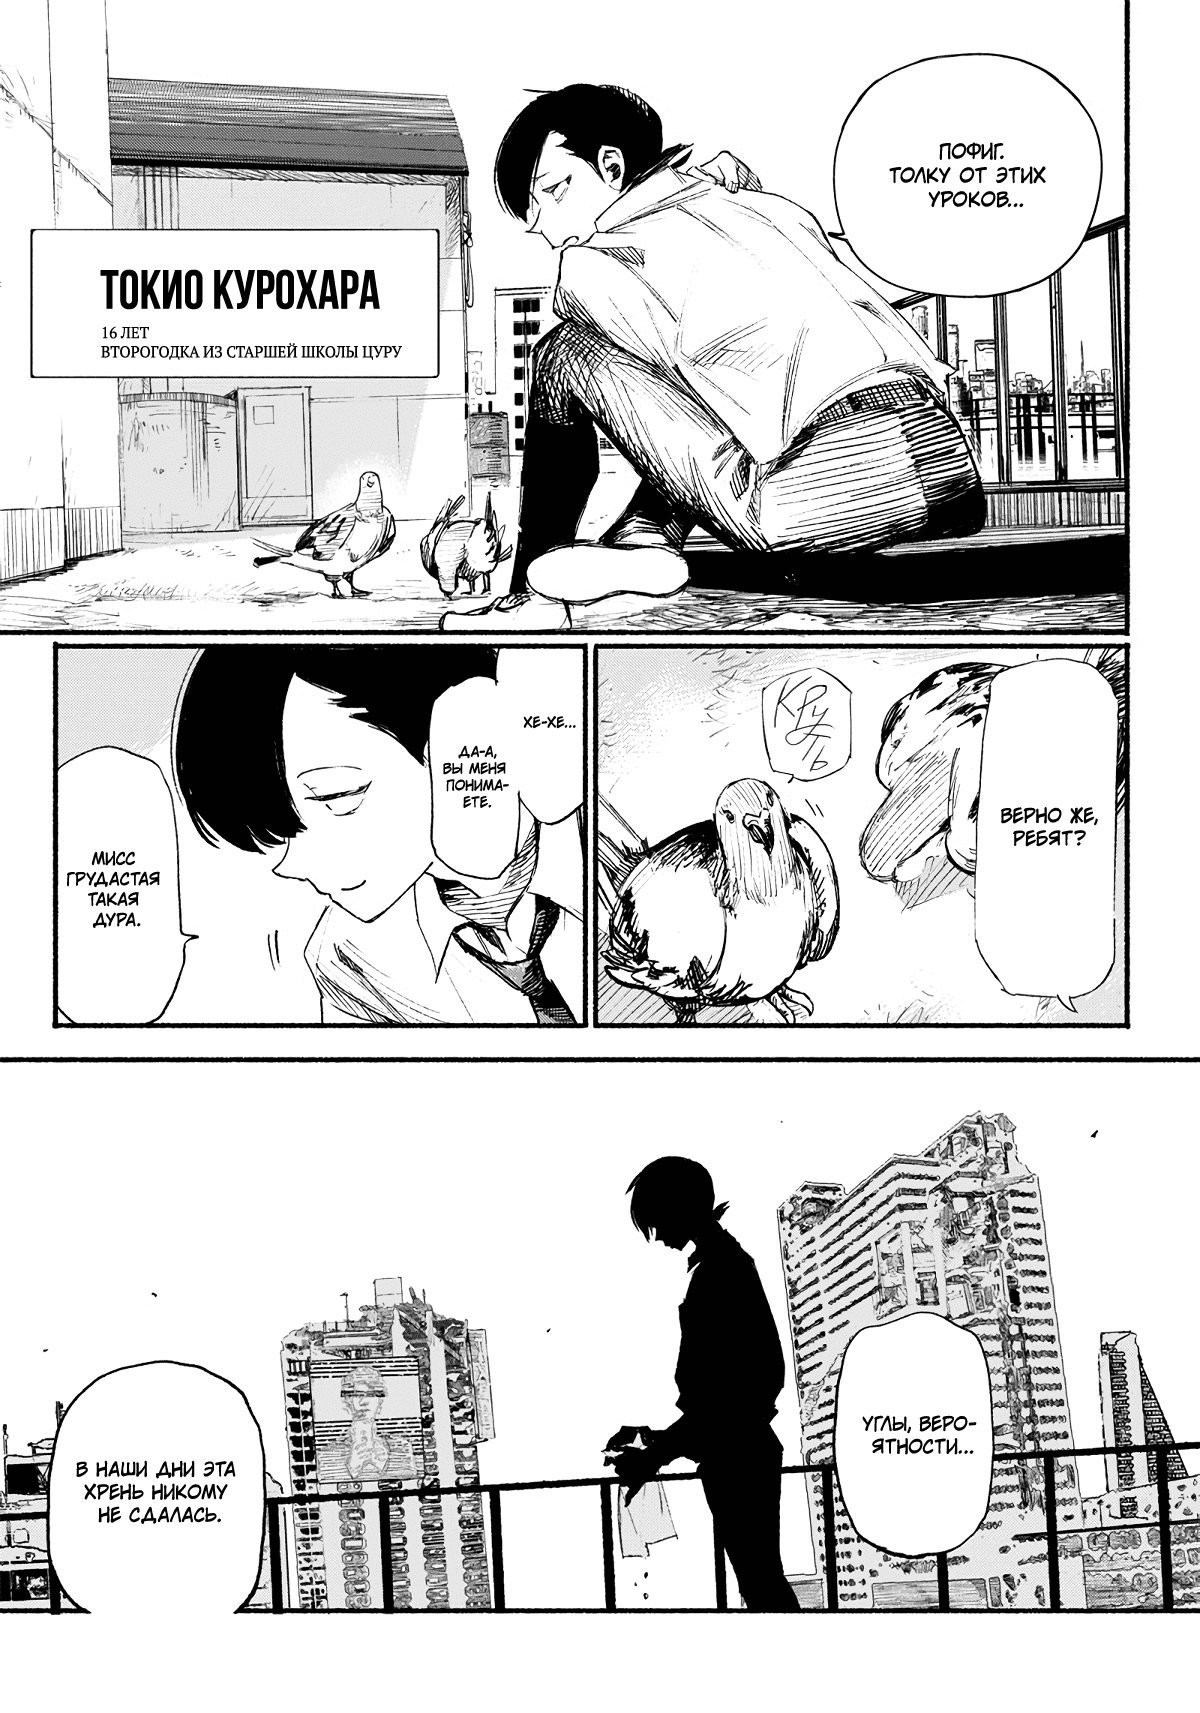 ПОФИГ.
ТОЛКУ ОТ ЭТИХ
УРОКОВ...
ТОКИО КУРОХАРА
16 ЛЕТ
ВТОРОГОДКА ИЗ СТАРШЕЙ ШКОЛЫ ЦУРУ
ВЕРНО ЖЕ,
РЕБЯТ?
КРУ
УТЬ
ХЕ-ХЕ...
ДА-А,
ВЫ МЕНЯ
ПОНИМА-
ЕТЕ.
МИСС
ГРУДАСТАЯ
ТАКАЯ
ДУРА.
УГЛЫ, ВЕРО-
ЯТНОСТИ...
В НАШИ ДНИ ЭТА
ХРЕНЬ НИКОМУ
НЕ СДАЛАСЬ.